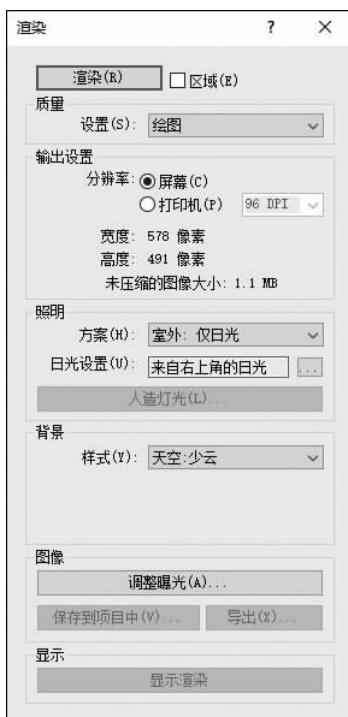 渲染 ? ×
渲染(R) 区域(E)
质量
设置(S): 绘图
输出设置
分辨率: 屏幕(C)
打印机(P) 96 DPI
宽度: 578 像素
高度: 491 像素
未压缩的图像大小: 1.1 MB
照明
方案(H): 室外: 仅日光
日光设置(U): 来自右上角的日光 ...
人造灯光(L)...
背景
样式(Y): 天空:少云
图像
调整曝光(A)...
保存到项目中(V)... 导出(X)...
显示
显示渲染